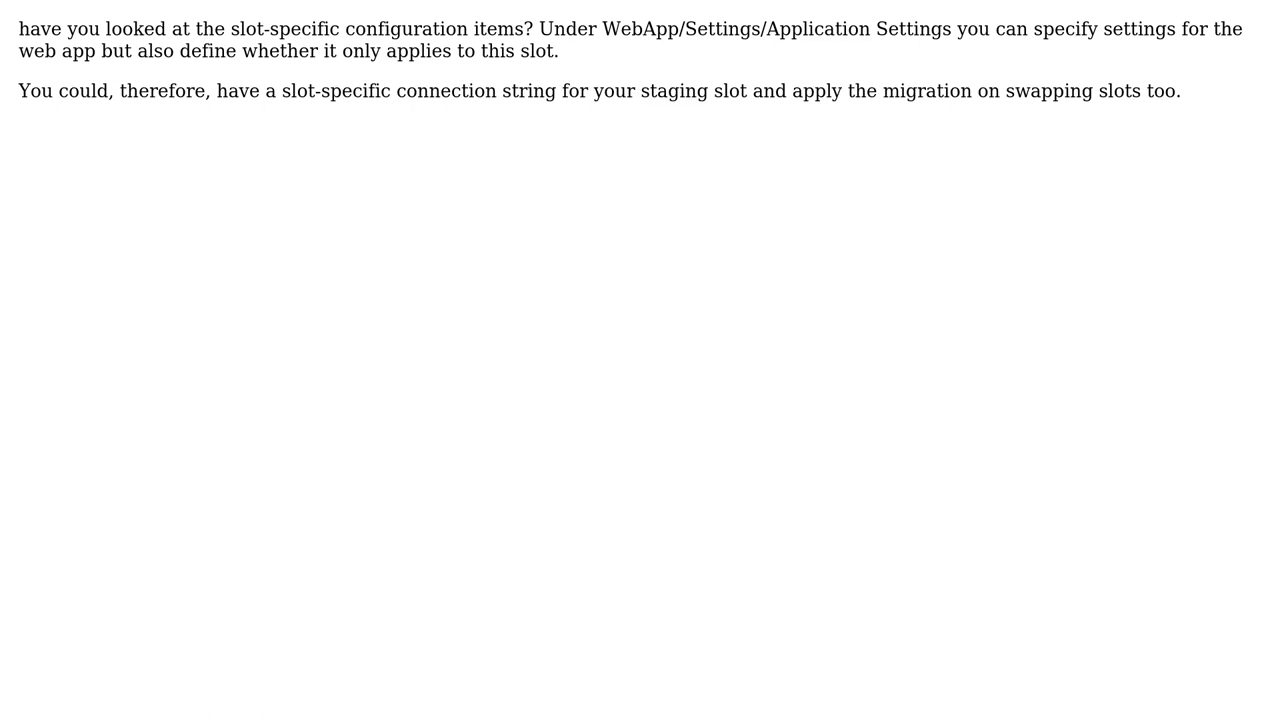 have you looked at the slot-specific configuration items? Under WebApp/Settings/Application Settings you can specify settings for the
web app but also define whether it only applies to this slot.
You could, therefore, have a slot-specific connection string for your staging slot and apply the migration on swapping slots too.